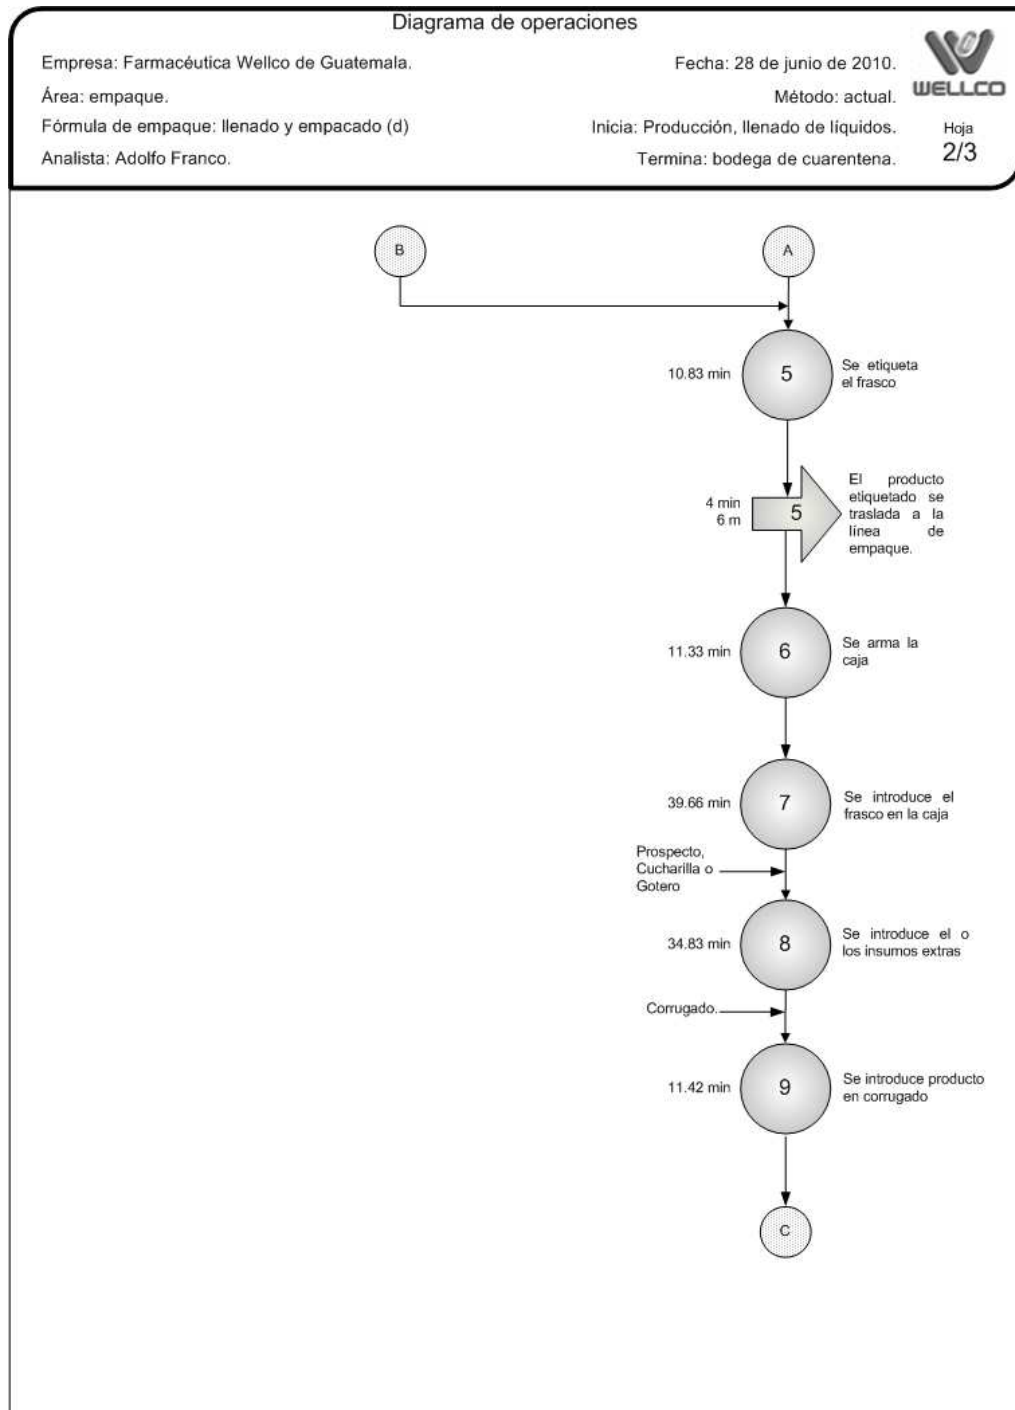 Diagrama de operaciones
Empresa: Farmacéutica Wellco de Guatemala.
Fecha: 28 de junio de 2010.
WELLCO
Área: empaque.
Método: actual.
Fórmula de empaque: llenado y empacado (d)
Inicia: Producción, llenado de líquidos.
Hoja
Analista: Adolfo Franco.
Termina: bodega de cuarentena.
2/3
B
A
10.83 min
5
Se etiqueta
el frasco
4 min
6 m
5
El producto
etiquetado se
traslada a la
línea de
empaque.
11.33 min
6
Se arma la
caja
39.66 min
7
Se introduce el
frasco en la caja
Prospecto,
Cucharilla o
Gotero
34.83 min
8
Se introduce el o
los insumos extras
Corrugado.
11.42 min
9
Se introduce producto
en corrugado
C